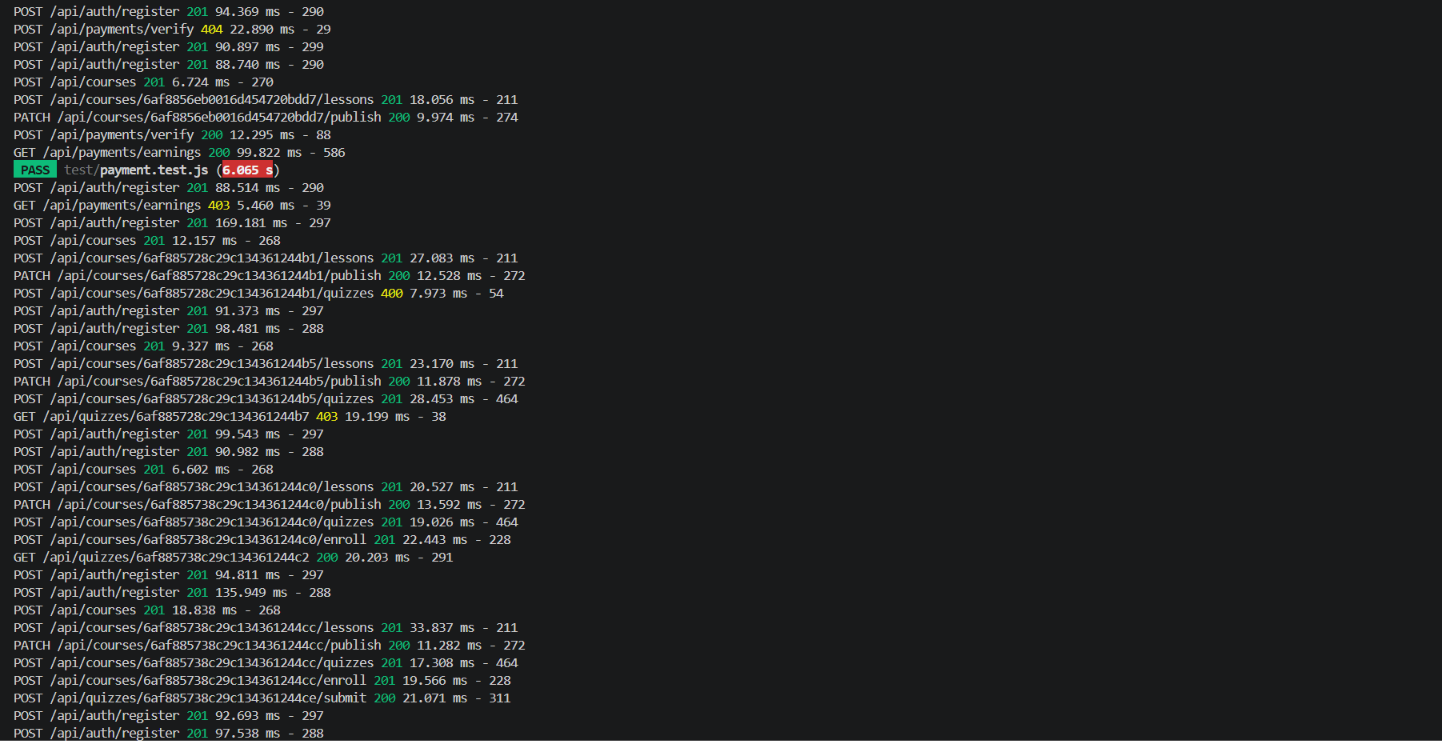 POST /api/auth/register 201 94.369 ms - 290
POST /api/payments/verify 404 22.890 ms - 29
POST /api/auth/register 201 90.897 ms - 299
POST /api/auth/register 201 88.740 ms - 290
POST /api/courses 201 6.724 ms - 270
POST /api/courses/6af8856eb0016d454720bdd7/lessons 201 18.056 ms - 211
PATCH /api/courses/6af8856eb0016d454720bdd7/publish 200 9.974 ms - 274
POST /api/payments/verify 200 12.295 ms - 88
GET /api/payments/earnings 200 99.822 ms - 586
PASS test/payment.test.js (6.065 s)
POST /api/auth/register 201 88.514 ms - 290
GET /api/payments/earnings 403 5.460 ms - 39
POST /api/auth/register 201 169.181 ms - 297
POST /api/courses 201 12.157 ms - 268
POST /api/courses/6af885728c29c134361244b1/lessons 201 27.083 ms - 211
PATCH /api/courses/6af885728c29c134361244b1/publish 200 12.528 ms - 272
POST /api/courses/6af885728c29c134361244b1/quizzes 400 7.973 ms - 54
POST /api/auth/register 201 91.373 ms - 297
POST /api/auth/register 201 98.481 ms - 288
POST /api/courses 201 9.327 ms - 268
POST /api/courses/6af885728c29c134361244b5/lessons 201 23.170 ms - 211
PATCH /api/courses/6af885728c29c134361244b5/publish 200 11.878 ms - 272
POST /api/courses/6af885728c29c134361244b5/quizzes 201 28.453 ms - 464
GET /api/quizzes/6af885728c29c134361244b7 403 19.199 ms - 38
POST /api/auth/register 201 99.543 ms - 297
POST /api/auth/register 201 90.982 ms - 288
POST /api/courses 201 6.602 ms - 268
POST /api/courses/6af885738c29c134361244c0/lessons 201 20.527 ms - 211
PATCH /api/courses/6af885738c29c134361244c0/publish 200 13.592 ms - 272
POST /api/courses/6af885738c29c134361244c0/quizzes 201 19.026 ms - 464
POST /api/courses/6af885738c29c134361244c0/enroll 201 22.443 ms - 228
GET /api/quizzes/6af885738c29c134361244c2 200 20.203 ms - 291
POST /api/auth/register 201 94.811 ms - 297
POST /api/auth/register 201 135.949 ms - 288
POST /api/courses 201 18.838 ms - 268
POST /api/courses/6af885738c29c134361244cc/lessons 201 33.837 ms - 211
PATCH /api/courses/6af885738c29c134361244cc/publish 200 11.282 ms - 272
POST /api/courses/6af885738c29c134361244cc/quizzes 201 17.308 ms - 464
POST /api/courses/6af885738c29c134361244cc/enroll 201 19.566 ms - 228
POST /api/quizzes/6af885738c29c134361244ce/submit 200 21.071 ms - 311
POST /api/auth/register 201 92.693 ms - 297
POST /api/auth/register 201 97.538 ms - 288